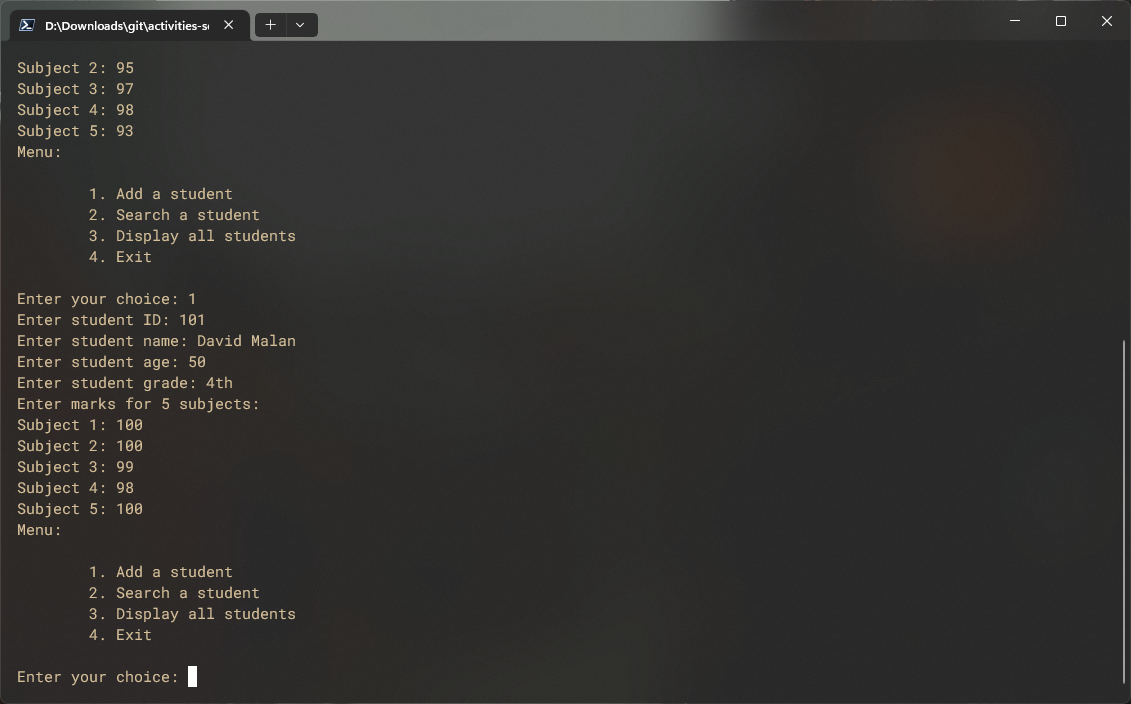 D:\Downloads\git\activities-s
Subject 2: 95
Subject 3: 97
Subject 4: 98
Subject 5: 93
Menu:
1. Add a student
2. Search a student
3. Display all students
4. Exit
Enter your choice: 1
Enter student ID: 101
Enter student name: David Malan
Enter student age: 50
Enter student grade: 4th
Enter marks for 5 subjects:
Subject 1: 100
Subject 2: 100
Subject 3: 99
Subject 4: 98
Subject 5: 100
Menu:
1. Add a student
2. Search a student
3. Display all students
4. Exit
Enter your choice: